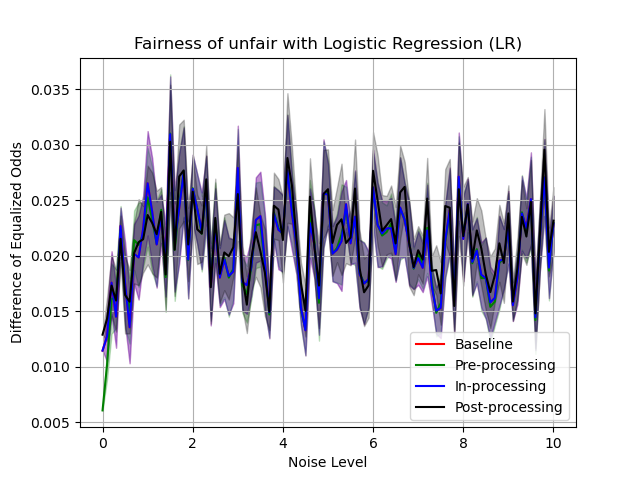 Fairness of unfair with Logistic Regression (LR)
Difference of Equalized Odds
0.035
0.030
0.025
0.020
0.015
0.010
0.005
Baseline
Pre-processing
In-processing
Post-processing
0 2 4 6 8 10
Noise Level